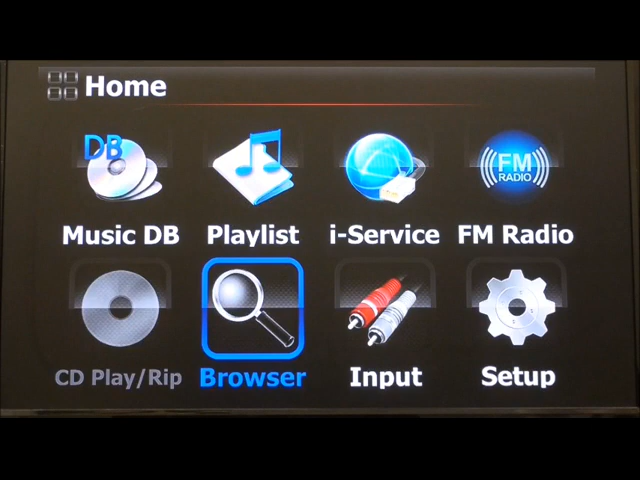 Home
DB
FM
RADIO
Music DB Playlist i-Service FM Radio
CD Play/Rip Browser Input Setup